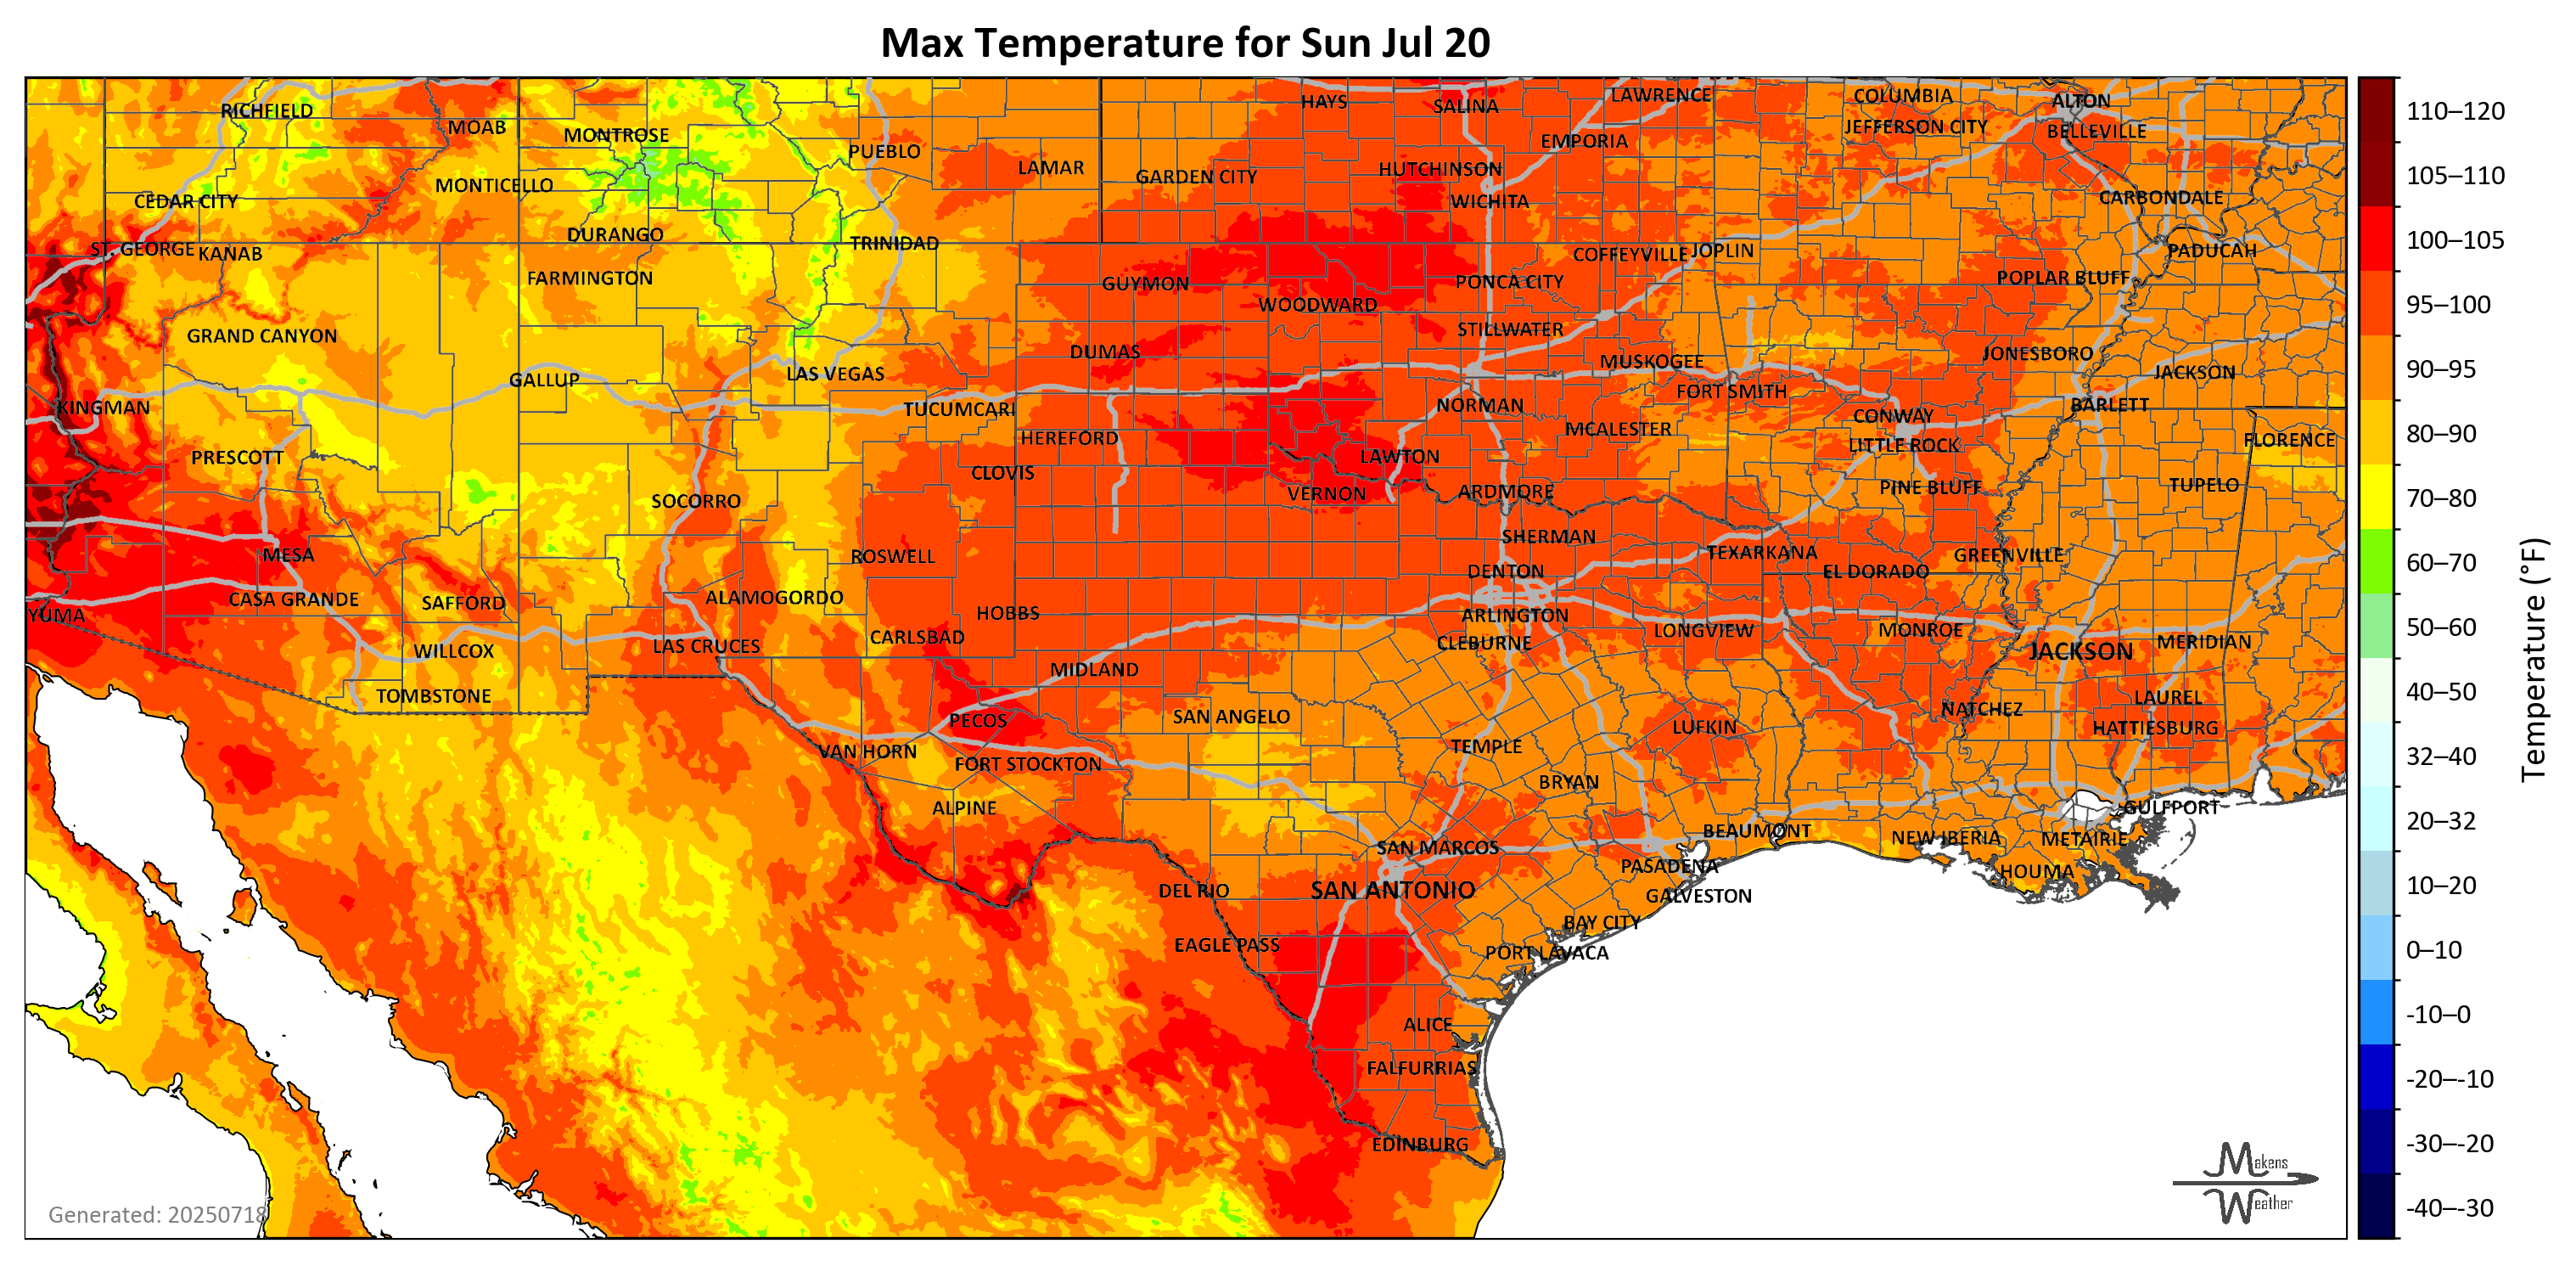 Max Temperature for Sun Jul 20
RICHFIELD
MOAB
MONTROSE
PUEBLO
LAMAR
GARDEN CITY
HAYS
SALINA
LAWRENCE
EMPORIA
HUTCHINSON
WICHITA
COLUMBIA
JEFFERSON CITY
ALTON
BELLEVILLE
CARBONDALE
CEDAR CITY
MONTICELLO
DURANGO
TRINIDAD
ST. GEORGE
KANAB
FARMINGTON
GUYMON
WOODWARD
PONCA CITY
COFFEYVILLE
JOPLIN
POPLAR BLUFF
PADUCAH
GRAND CANYON
GALLUP
LAS VEGAS
DUMAS
STILLWATER
MUSKOGEE
FORT SMITH
JONESBORO
JACKSON
KINGMAN
TUCUMCARI
HEREFORD
NORMAN
MCALESTER
CONWAY
LITTLE ROCK
BARLETT
FLORENCE
PRESCOTT
SOCORRO
CLOVIS
LAWTON
VERNON
ARDMORE
PINE BLUFF
TUPELO
MESA
ROSWELL
SHERMAN
TEXARKANA
GREENVILLE
CASA GRANDE
SAFFORD
ALAMOGORDO
HOBBS
DENTON
EL DORADO
YUMA
ARLINGTON
CLEBURNE
LONGVIEW
MONROE
JACKSON
MERIDIAN
WILLCOX
LAS CRUCES
CARLSBAD
MIDLAND
TOMBSTONE
PECOS
SAN ANGELO
NATCHEZ
LAUREL
HATTIESBURG
VAN HORN
FORT STOCKTON
TEMPLE
LUFKIN
ALPINE
BRYAN
GULFPORT
SAN MARCOS
BEAUMONT
NEW IBERIA
METAIRIE
DEL RIO
SAN ANTONIO
PASADENA
GALVESTON
HOUMA
EAGLE PASS
BAY CITY
PORT LAVACA
ALICE
FALFURRIAS
EDINBURG
Generated: 20250718
Makens
Weather
110–120
105–110
100–105
95–100
90–95
80–90
70–80
60–70
50–60
40–50
32–40
20–32
10–20
0–10
-10–0
-20–-10
-30–-20
-40–-30
Temperature (°F)